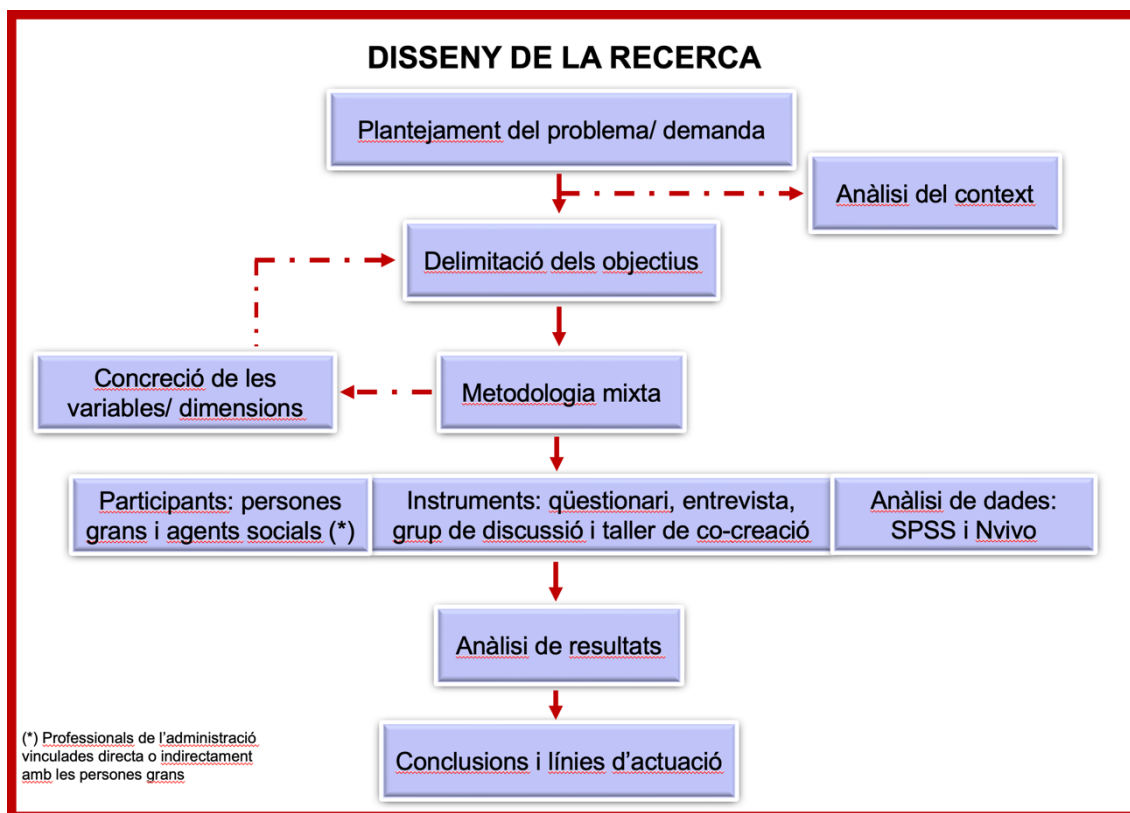 DISSENY DE LA RECERCA
Plantejament del problema/ demanda
Anàlisi del context
Delimitació dels objectius
Concreció de les
variables/ dimensions
Metodologia mixta
Participants: persones
grans i agents socials (*)
Instruments: qüestionari, entrevista,
grup de discussió i taller de co-creació
Anàlisi de dades:
SPSS i Nvivo
Anàlisi de resultats
(*) Professionals de l’administració
vinculades directa o indirectament
amb les persones grans
Conclusions i línies d’actuació